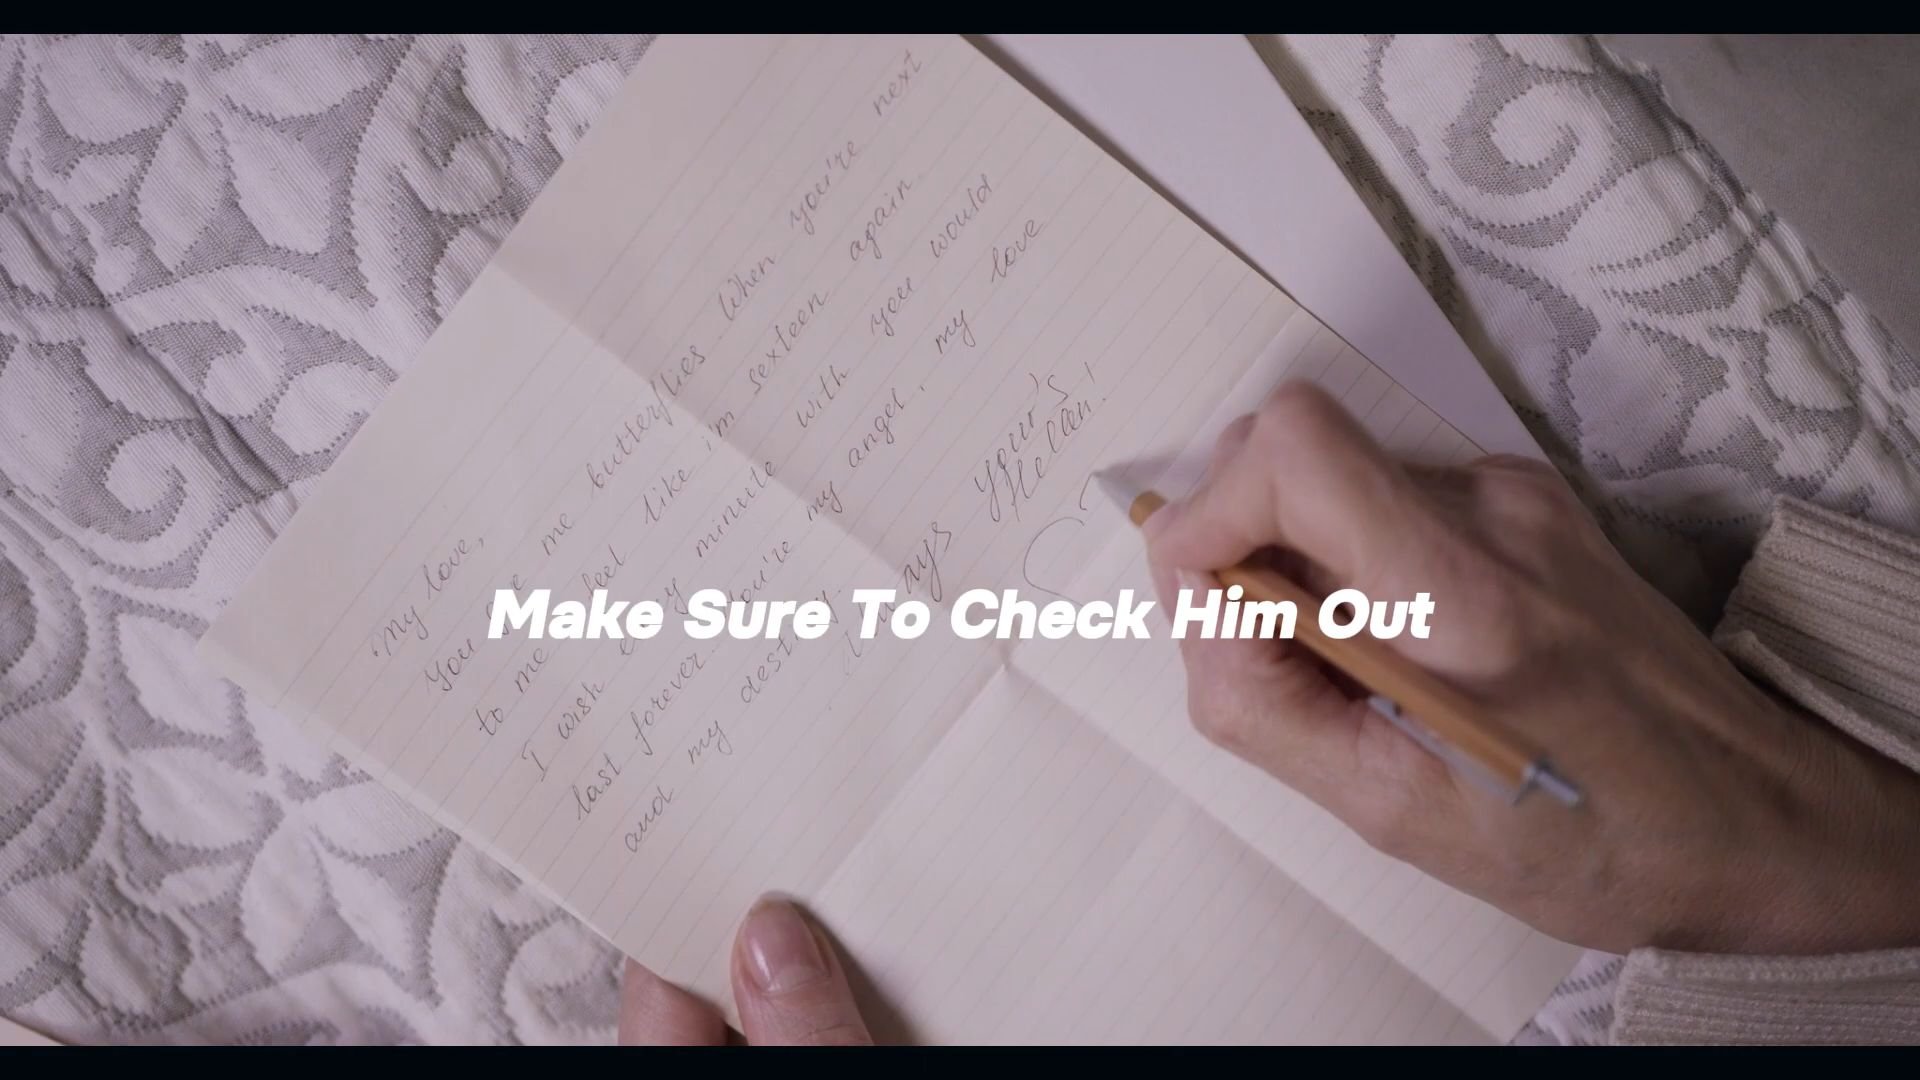 My love,
You give me butterflies. When you're next
to me I feel like i'm sexteen again.
I wish every minute with you would
last forever. You're my angel, my love
and my destiny.
Always your's
Hellen!
Make Sure To Check Him Out